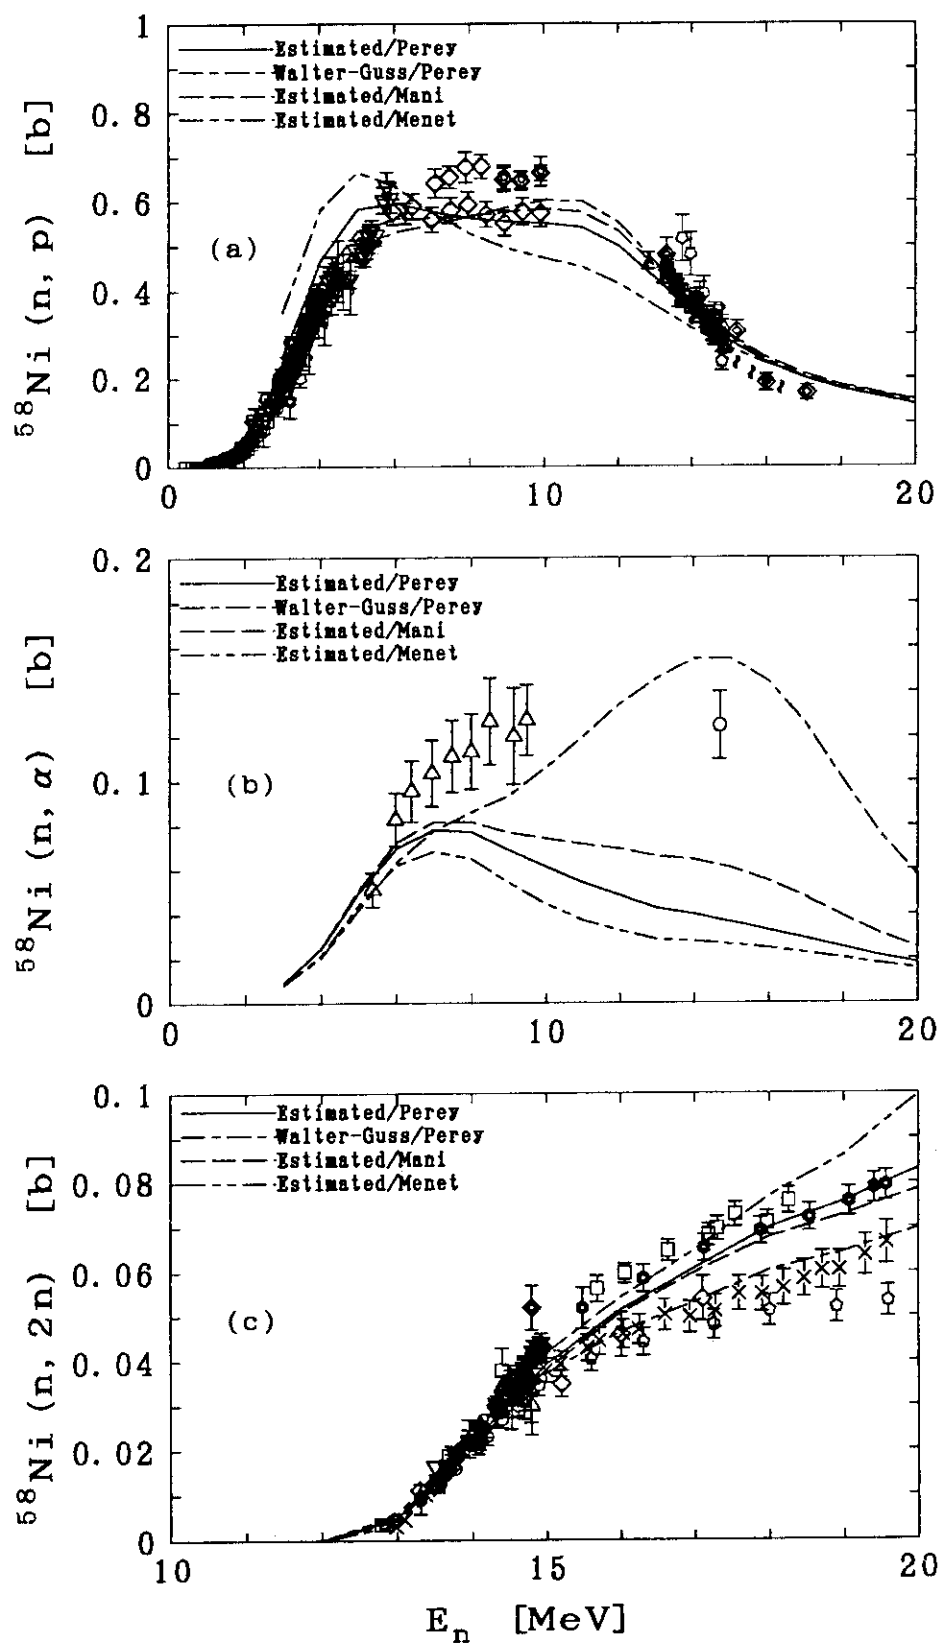 1
0.8
0.6
0.4
0.2
0
⁵⁸Ni (n, p) [b]
Estimated/Perey
Walter-Guss/Perey
Estimated/Mani
Estimated/Menet
(a)
0 10 20
0.2
0.1
0
⁵⁸Ni (n, α) [b]
Estimated/Perey
Walter-Guss/Perey
Estimated/Mani
Estimated/Menet
(b)
0 10 20
0.1
0.08
0.06
0.04
0.02
0
⁵⁸Ni (n, 2n) [b]
Estimated/Perey
Walter-Guss/Perey
Estimated/Mani
Estimated/Menet
(c)
10 15 20
Eₙ [MeV]